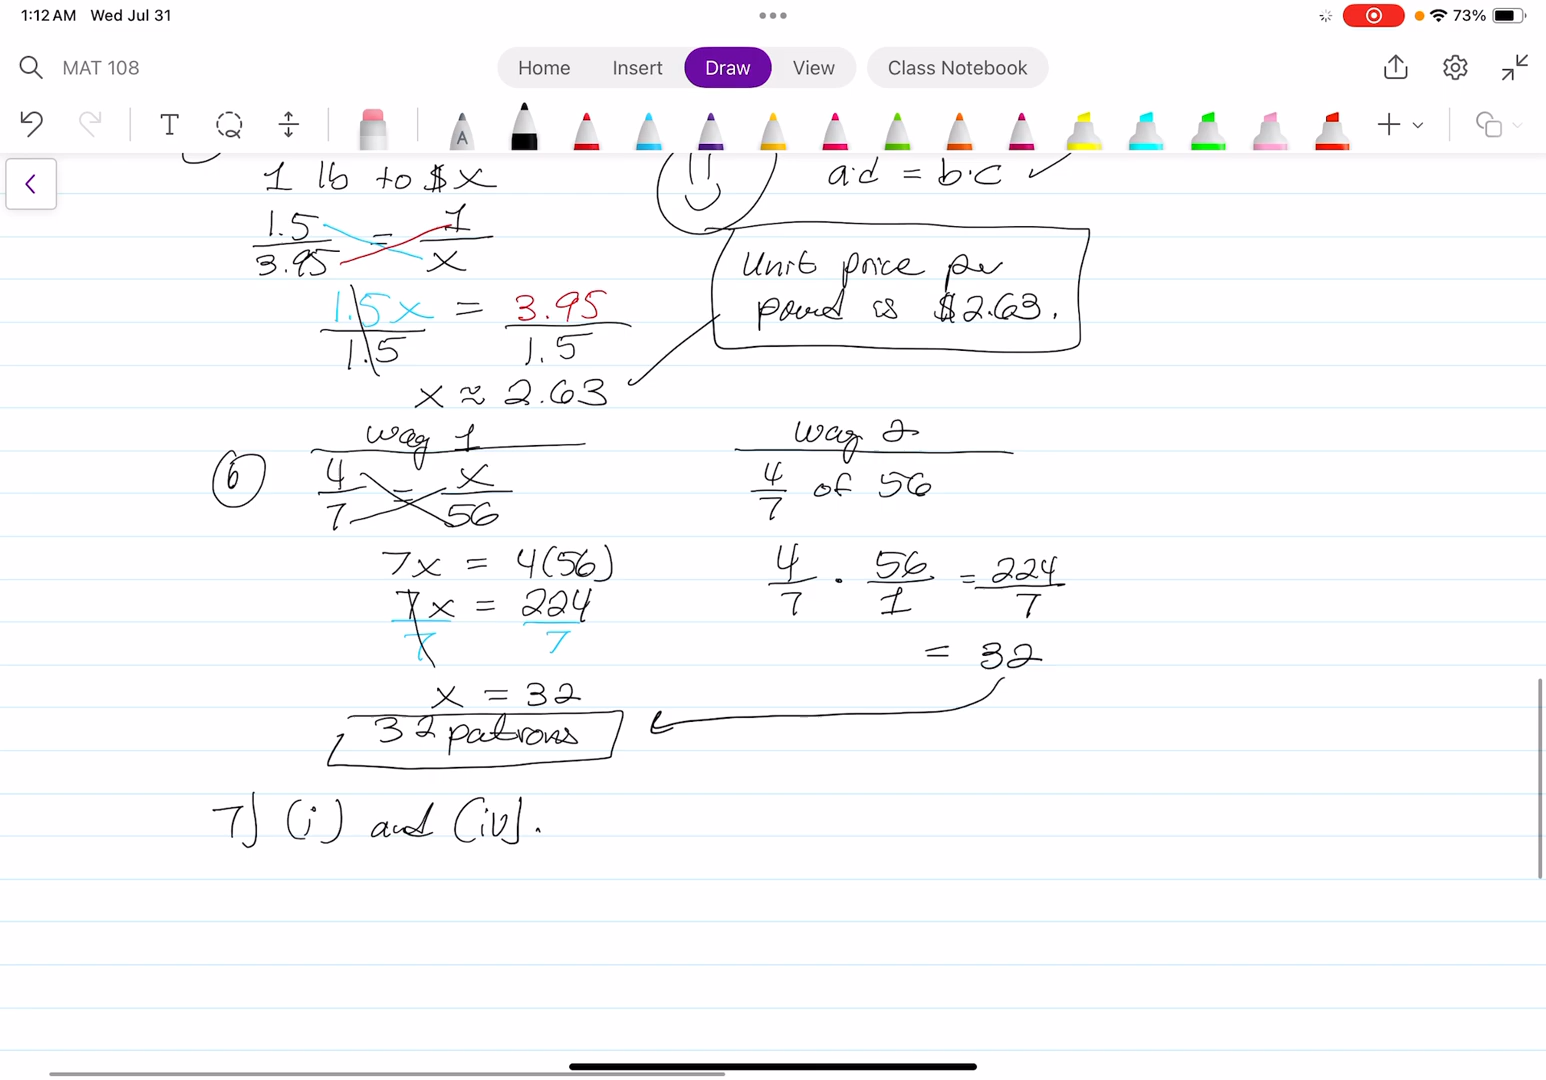 1:12 AM Wed Jul 31
73%
MAT 108
Home Insert Draw View Class Notebook
T
A
1 lb to $x
a·d = b·c ✓
1.5/3.95 = 1/x
Unit price per
pound is $2.63.
1.5x/1.5 = 3.95/1.5
x ≈ 2.63
way 1
way 2
6
4/7 = x/56
4/7 of 56
7x = 4(56)
4/7 · 56/1 = 224/7
7x/7 = 224/7
= 32
x = 32
32 patrons
7) (i) and (iv).